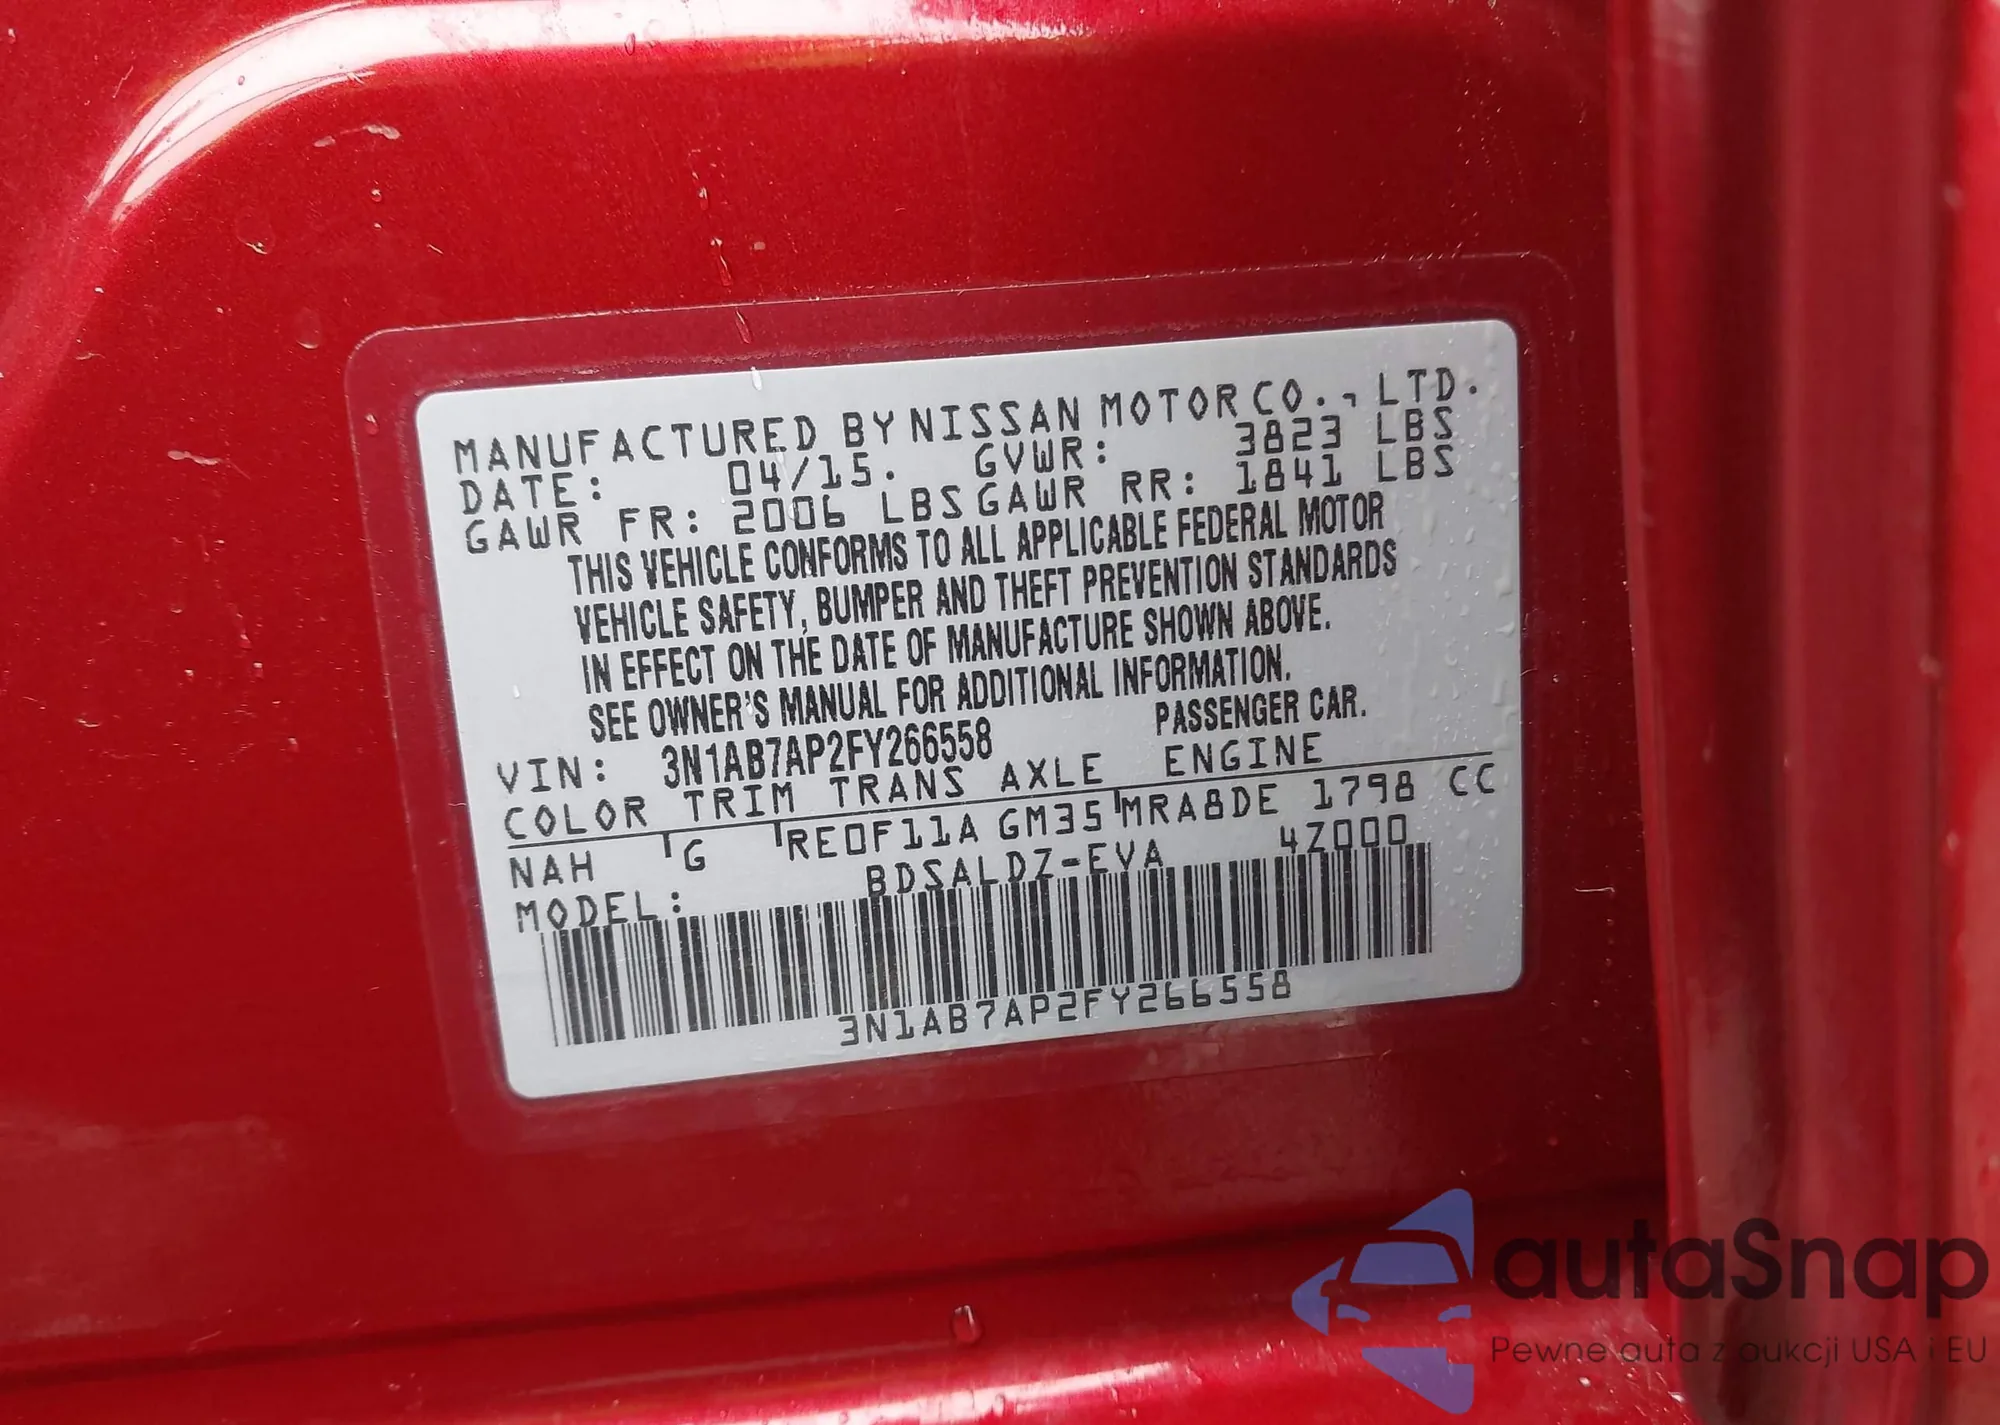 MANUFACTURED BY NISSAN MOTOR CO., LTD.
DATE: 04/15. GVWR: 3823 LBS
GAWR FR: 2006 LBS GAWR RR: 1841 LBS
THIS VEHICLE CONFORMS TO ALL APPLICABLE FEDERAL MOTOR
VEHICLE SAFETY, BUMPER AND THEFT PREVENTION STANDARDS
IN EFFECT ON THE DATE OF MANUFACTURE SHOWN ABOVE.
SEE OWNER'S MANUAL FOR ADDITIONAL INFORMATION.
VIN: 3N1AB7AP2FY266558 PASSENGER CAR.
COLOR TRIM TRANS AXLE ENGINE
NAH G RE0F11A GM35 MRA8DE 1798 CC
MODEL: BDSALDZ-EVA 4Z000
3N1AB7AP2FY266558
autaSnap
Pewne auta z aukcji USA i EU